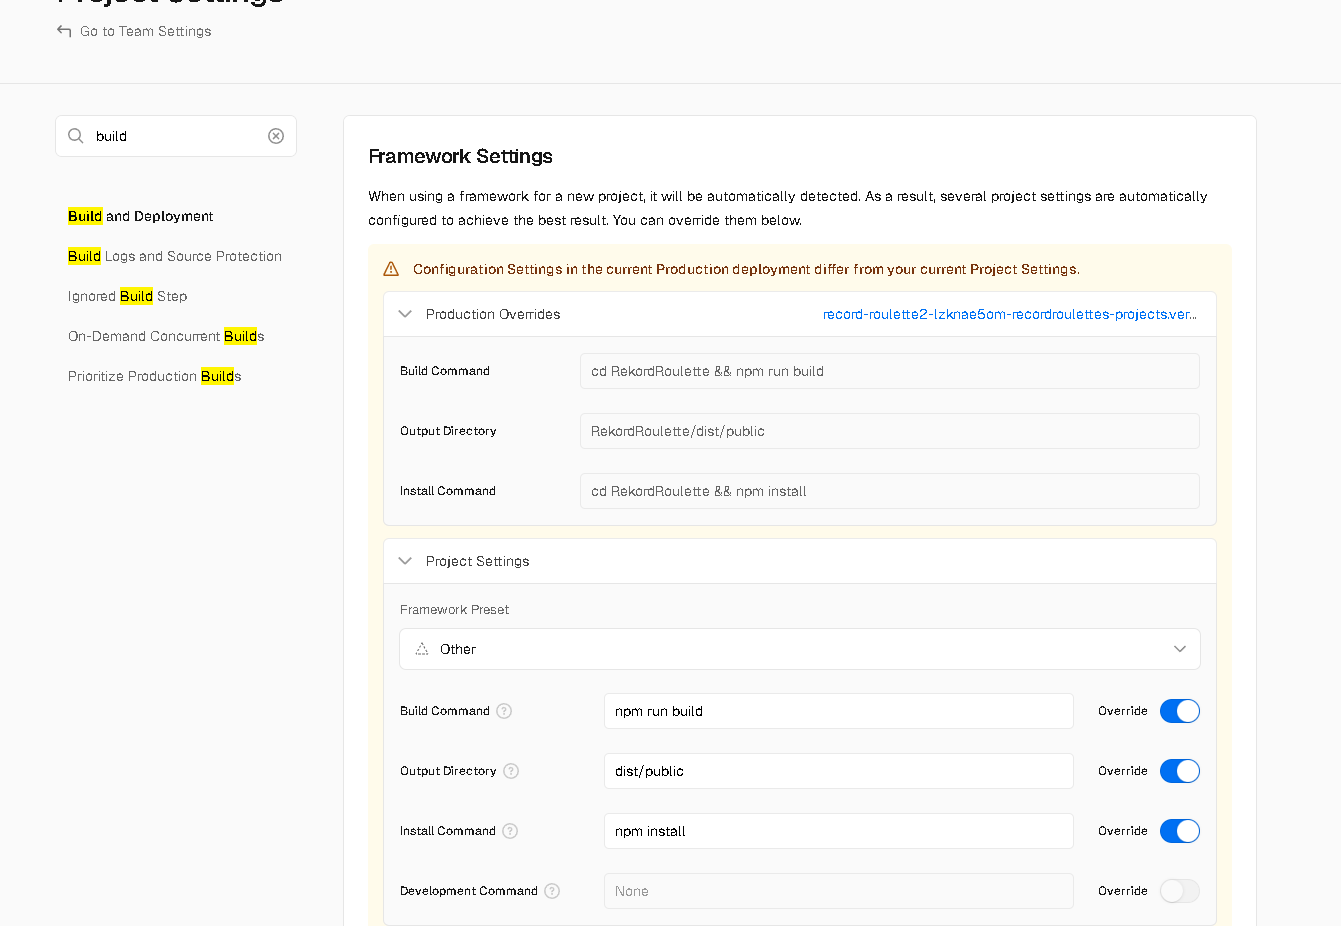 Project Settings
Go to Team Settings
build
Build and Deployment
Build Logs and Source Protection
Ignored Build Step
On-Demand Concurrent Builds
Prioritize Production Builds
Framework Settings
When using a framework for a new project, it will be automatically detected. As a result, several project settings are automatically
configured to achieve the best result. You can override them below.
Configuration Settings in the current Production deployment differ from your current Project Settings.
Production Overrides
record-roulette2-lzknae5om-recordroulettes-projects.ver...
Build Command
cd RekordRoulette && npm run build
Output Directory
RekordRoulette/dist/public
Install Command
cd RekordRoulette && npm install
Project Settings
Framework Preset
Other
Build Command
npm run build
Override
Output Directory
dist/public
Override
Install Command
npm install
Override
Development Command
None
Override